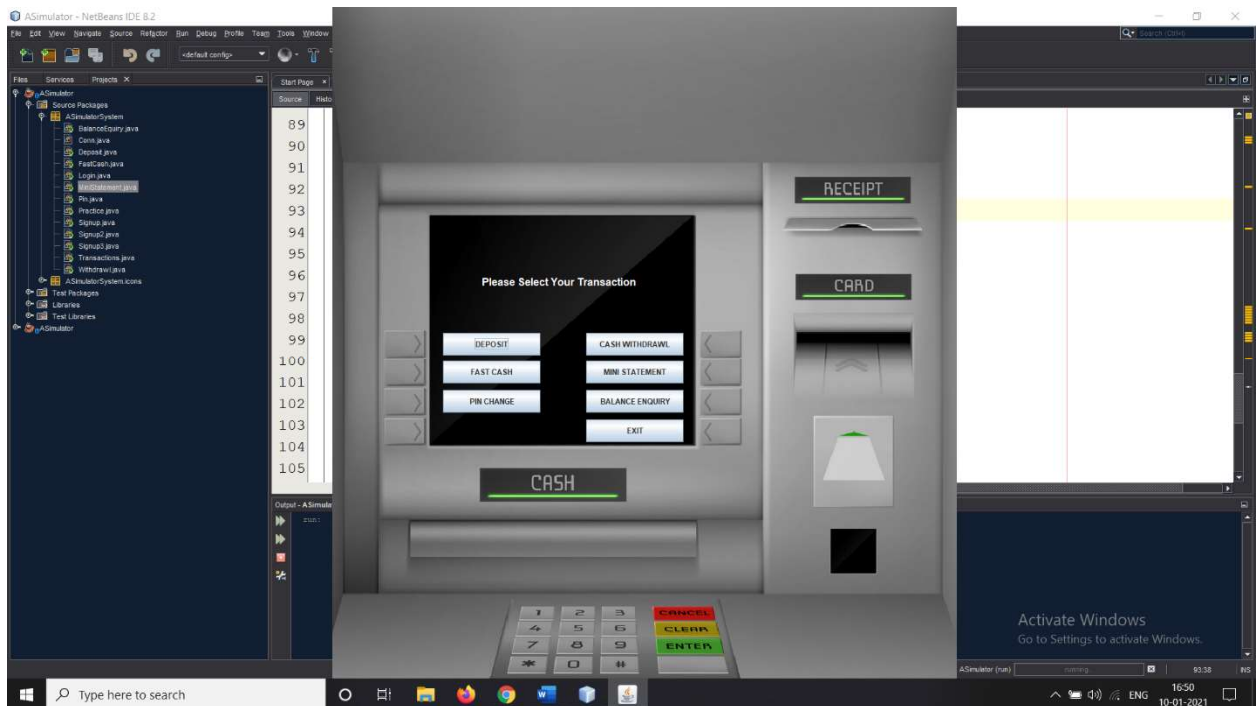 ASimulator - NetBeans IDE 8.2
File Edit View Navigate Source Refactor Run Debug Profile Team Tools Window
Search (Ctrl+I)
<default config>
Files Services Projects
Start Page
Source Histo
ASimulator
Source Packages
ASimulatorSystem
BalanceEquiry.java
Conn.java
Deposit.java
FastCash.java
Login.java
MiniStatement.java
Pin.java
Practice.java
Signup.java
Signup2.java
Signup3.java
Transactions.java
Withdrawl.java
ASimulatorSystem.icons
Test Packages
Libraries
Test Libraries
ASimulator
89
90
91
92
93
94
95
96
97
98
99
100
101
102
103
104
105
Output - ASimula
run:
RECEIPT
CARD
Please Select Your Transaction
DEPOSIT CASH WITHDRAWL
FAST CASH MINI STATEMENT
PIN CHANGE BALANCE ENQUIRY
EXIT
CASH
1 2 3 CANCEL
4 5 6 CLEAR
7 8 9 ENTER
* 0 #
Activate Windows
Go to Settings to activate Windows.
ASimulator (run) running... 93:38 INS
Type here to search
ENG
16:50
10-01-2021